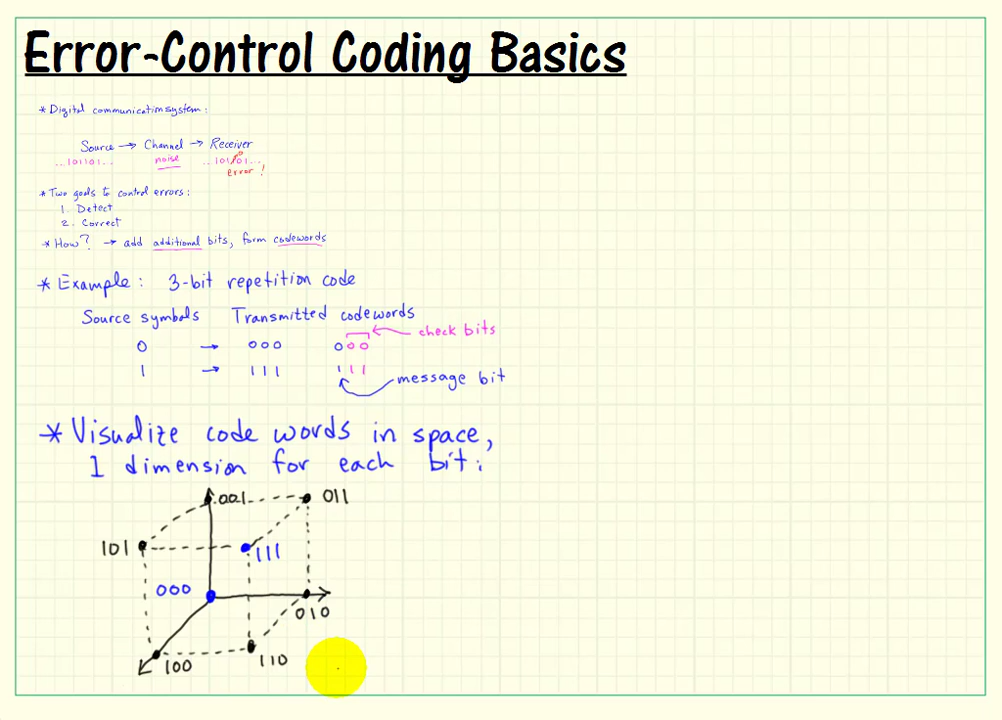 Error-Control Coding Basics
* Digital communication system:
Source → Channel → Receiver
...101101... noise ...101101...
error!
* Two goals to control errors:
1. Detect
2. Correct
* How? → add additional bits, form codewords
* Example: 3-bit repetition code
Source symbols Transmitted codewords
check bits
0 → 000 000
1 → 111 111
message bit
* Visualize code words in space,
1 dimension for each bit:
001 011
101 111
000
010
100 110